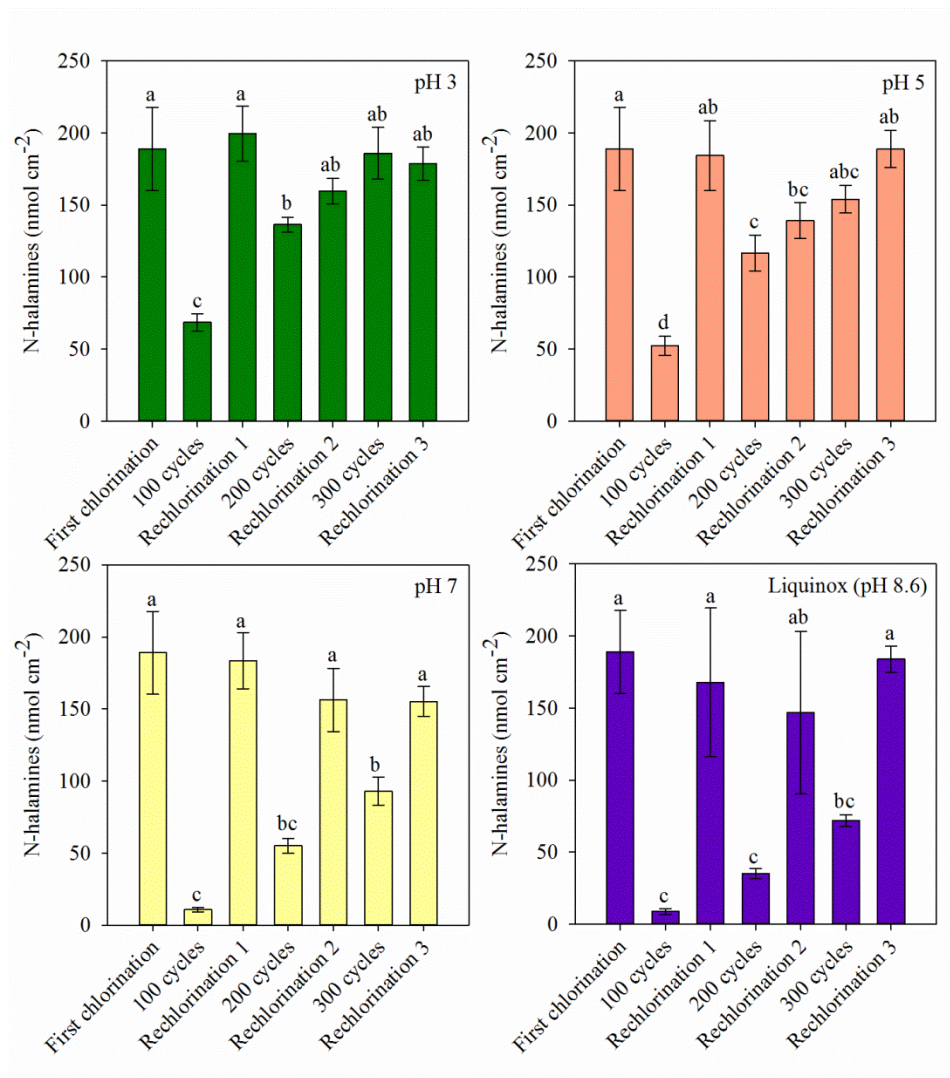 pH 3
N-halamines (nmol cm⁻²)
250
200
150
100
50
0
a
c
a
b
ab
ab
ab
First chlorination
100 cycles
Rechlorination 1
200 cycles
Rechlorination 2
300 cycles
Rechlorination 3
pH 5
N-halamines (nmol cm⁻²)
250
200
150
100
50
0
a
d
ab
c
bc
abc
ab
First chlorination
100 cycles
Rechlorination 1
200 cycles
Rechlorination 2
300 cycles
Rechlorination 3
pH 7
N-halamines (nmol cm⁻²)
250
200
150
100
50
0
a
c
a
bc
a
b
a
First chlorination
100 cycles
Rechlorination 1
200 cycles
Rechlorination 2
300 cycles
Rechlorination 3
Liquinox (pH 8.6)
N-halamines (nmol cm⁻²)
250
200
150
100
50
0
a
c
a
c
ab
bc
a
First chlorination
100 cycles
Rechlorination 1
200 cycles
Rechlorination 2
300 cycles
Rechlorination 3